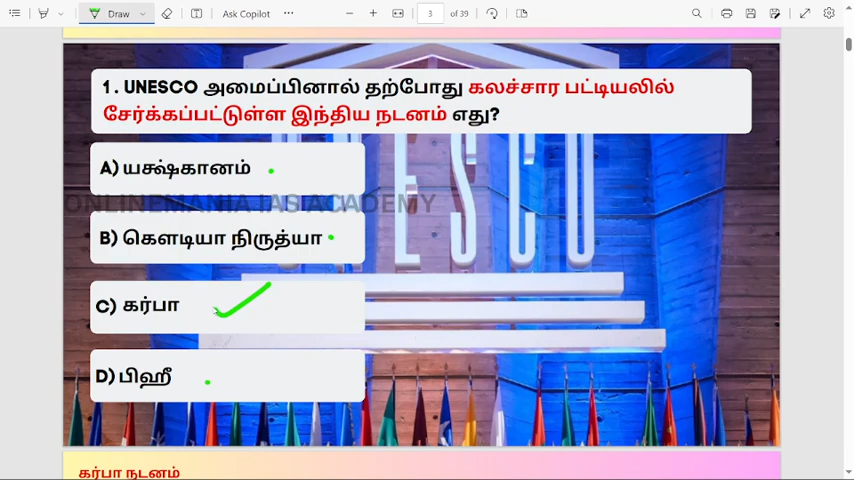 Draw
Ask Copilot
3 of 39
1. UNESCO அமைப்பினால் தற்போது கலச்சார பட்டியலில்
சேர்க்கப்பட்டுள்ள இந்திய நடனம் எது?
A) யக்ஷகானம்
ONLINEMANIA IAS ACADEMY
B) கௌடியா நிருத்யா
C) கர்பா
D) பிஹீ
ESCO
கர்பா நடனம்